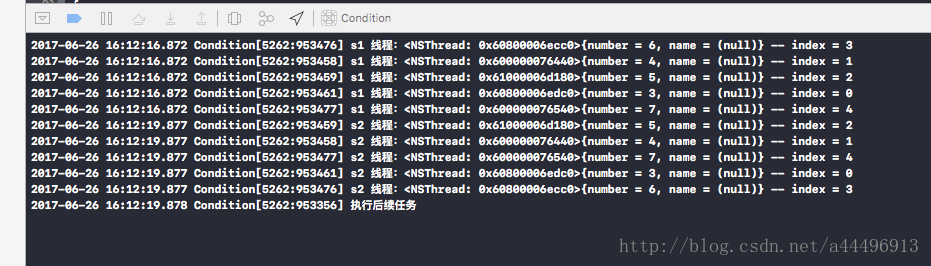 Condition
2017-06-26 16:12:16.872 Condition[5262:953476] s1 线程：<NSThread: 0x60800006ecc0>{number = 6, name = (null)} -- index = 3
2017-06-26 16:12:16.872 Condition[5262:953458] s1 线程：<NSThread: 0x600000076440>{number = 4, name = (null)} -- index = 1
2017-06-26 16:12:16.872 Condition[5262:953459] s1 线程：<NSThread: 0x61000006d180>{number = 5, name = (null)} -- index = 2
2017-06-26 16:12:16.872 Condition[5262:953461] s1 线程：<NSThread: 0x60800006edc0>{number = 3, name = (null)} -- index = 0
2017-06-26 16:12:16.872 Condition[5262:953477] s1 线程：<NSThread: 0x600000076540>{number = 7, name = (null)} -- index = 4
2017-06-26 16:12:19.877 Condition[5262:953459] s2 线程：<NSThread: 0x61000006d180>{number = 5, name = (null)} -- index = 2
2017-06-26 16:12:19.877 Condition[5262:953458] s2 线程：<NSThread: 0x600000076440>{number = 4, name = (null)} -- index = 1
2017-06-26 16:12:19.877 Condition[5262:953477] s2 线程：<NSThread: 0x600000076540>{number = 7, name = (null)} -- index = 4
2017-06-26 16:12:19.877 Condition[5262:953461] s2 线程：<NSThread: 0x60800006edc0>{number = 3, name = (null)} -- index = 0
2017-06-26 16:12:19.877 Condition[5262:953476] s2 线程：<NSThread: 0x60800006ecc0>{number = 6, name = (null)} -- index = 3
2017-06-26 16:12:19.878 Condition[5262:953356] 执行后续任务
http://blog.csdn.net/a44496913